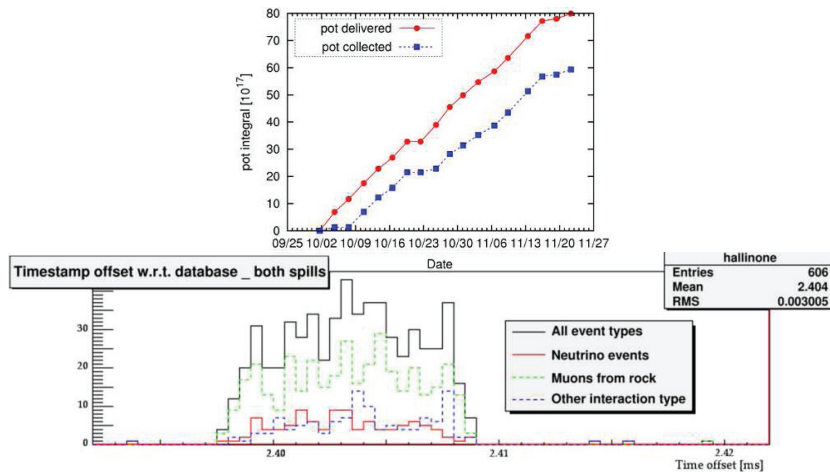 80
70
60
50
40
30
20
10
0
pot integral [10^17]
pot delivered
pot collected
09/25 10/02 10/09 10/16 10/23 10/30 11/06 11/13 11/20 11/27
Date
Timestamp offset w.r.t. database _ both spills
hallinone
Entries 606
Mean 2.404
RMS 0.003005
30
20
10
0
All event types
Neutrino events
Muons from rock
Other interaction type
2.40 2.41 2.42
Time offset [ms]